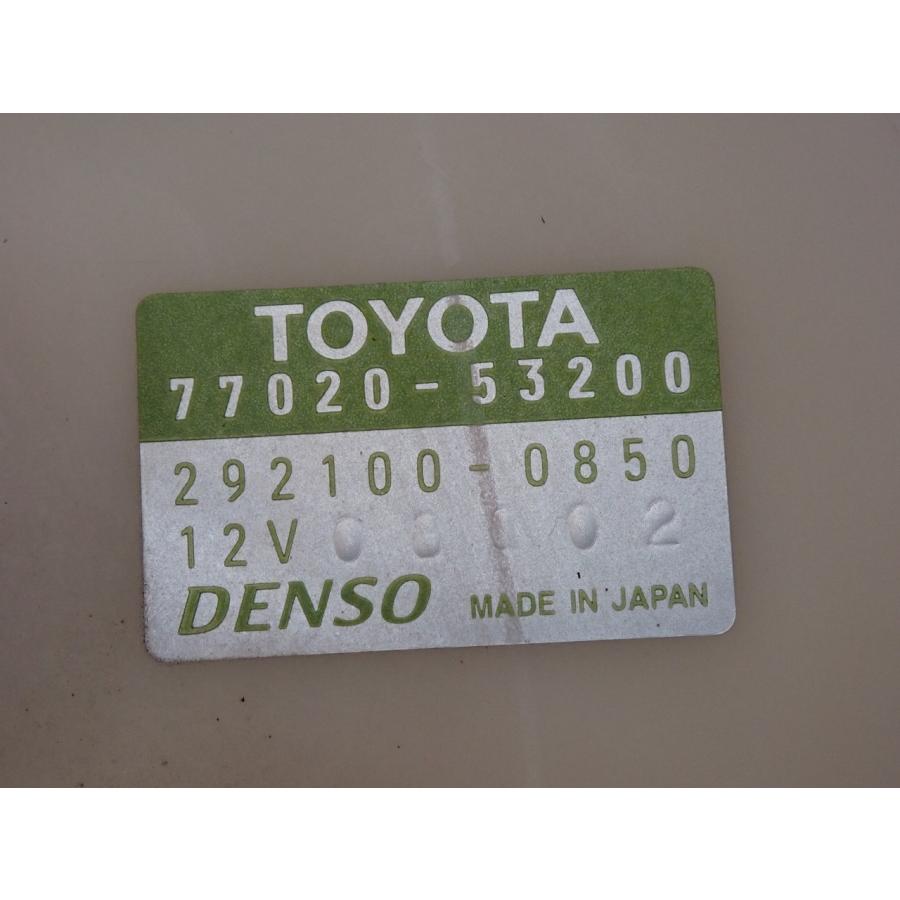 TOYOTA
77020-53200
292100-0850
12V
DENSO MADE IN JAPAN